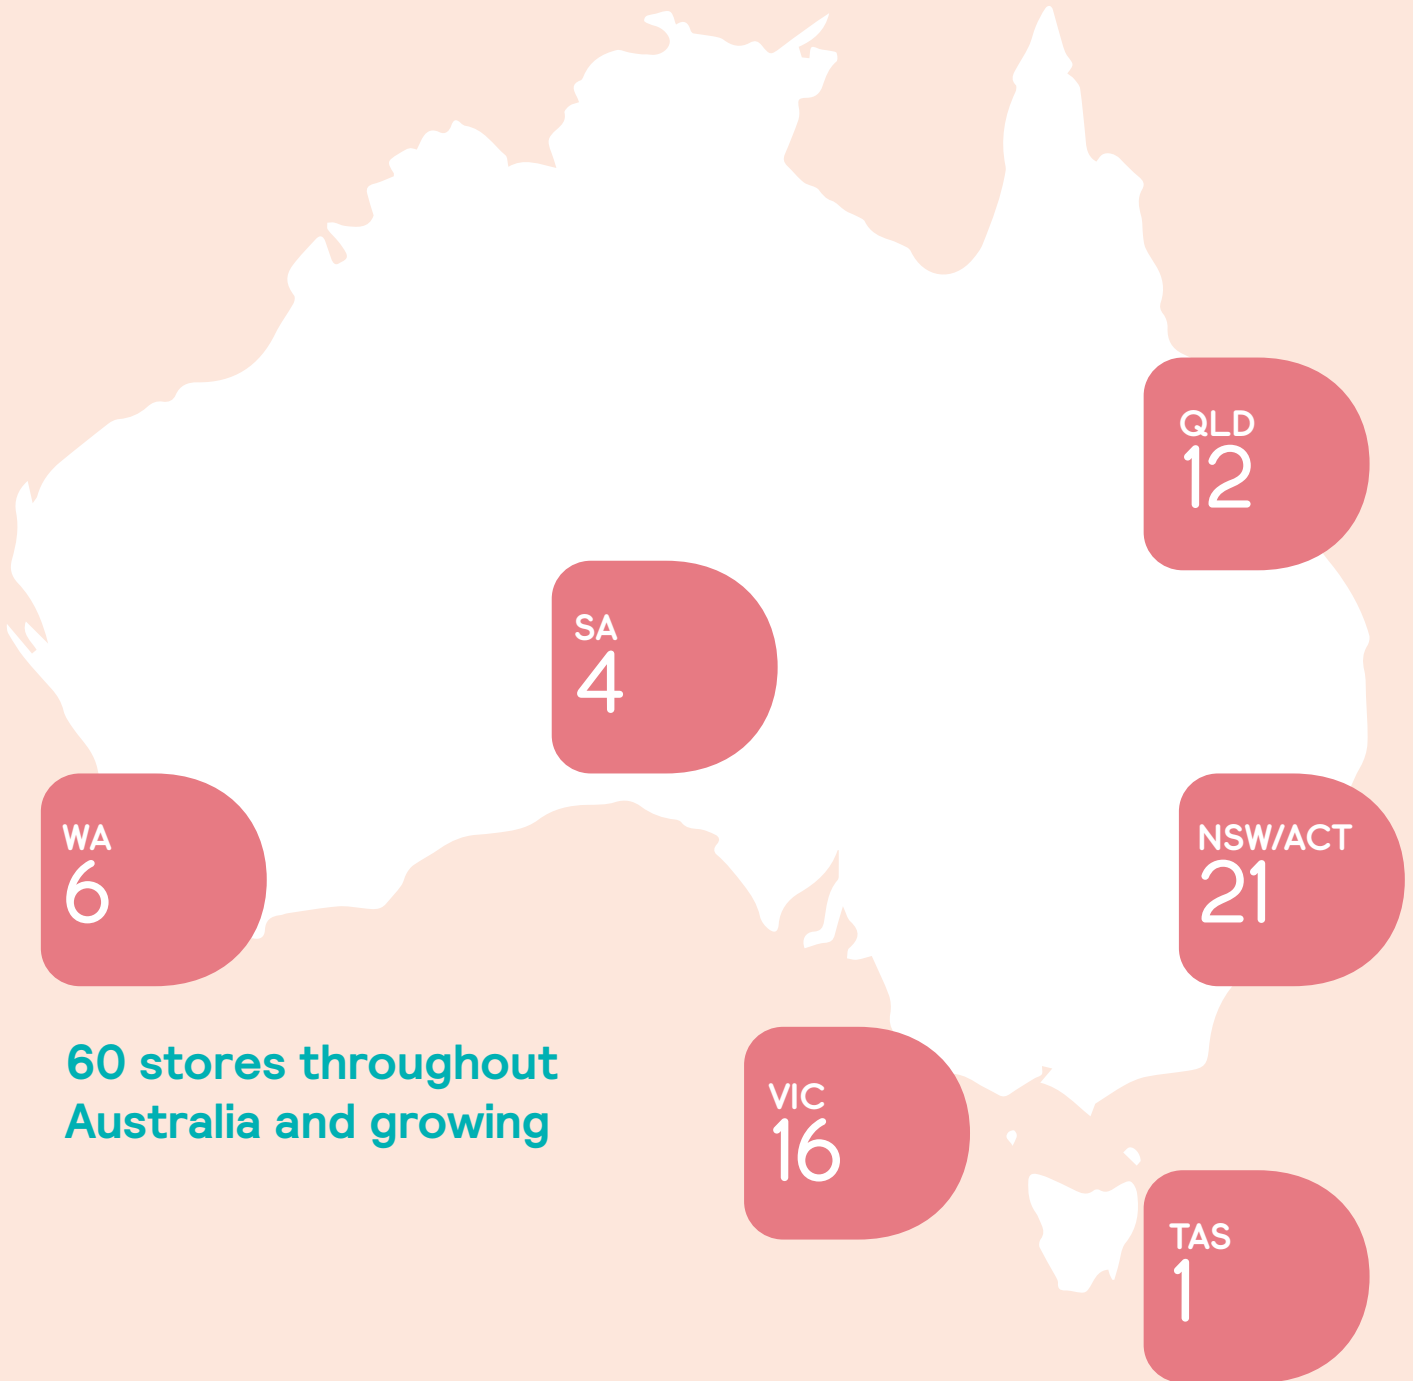 QLD
12
SA
4
WA
6
NSW/ACT
21
60 stores throughout
Australia and growing
VIC
16
TAS
1